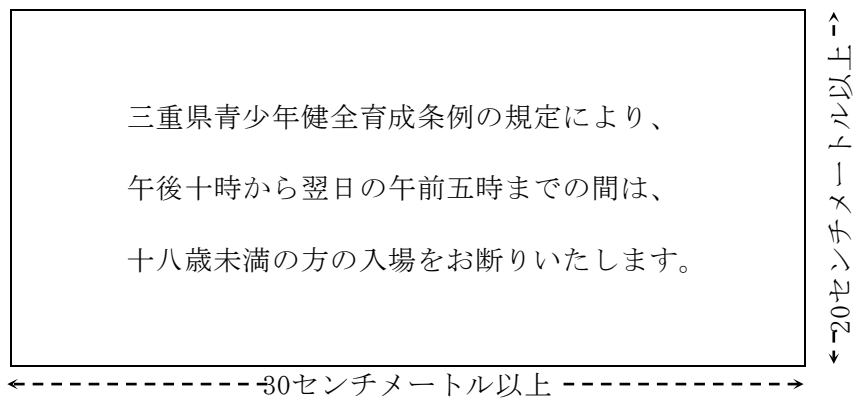 三重県青少年健全育成条例の規定により、
午後十時から翌日の午前五時までの間は、
十八歳未満の方の入場をお断りいたします。
20センチメートル以上
30センチメートル以上